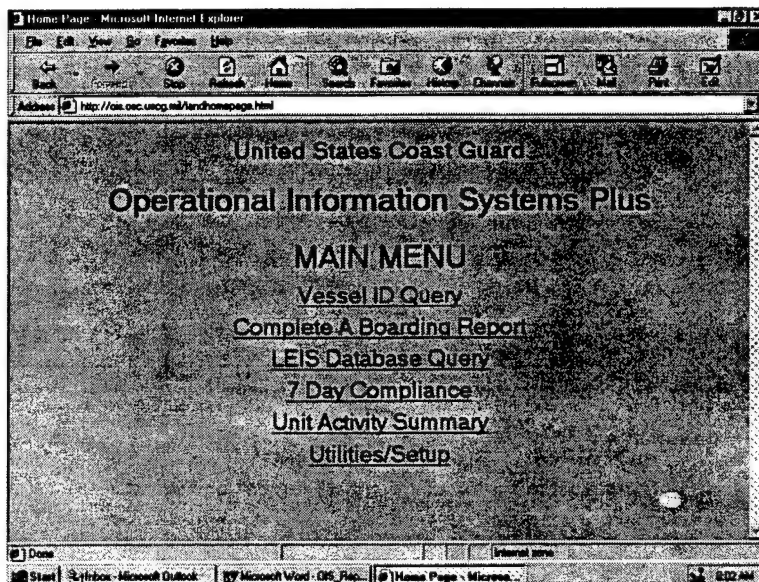 Home Page - Microsoft Internet Explorer
File Edit View Go Favorites Help
Back Forward Stop Refresh Home Search Favorites History Channels Fullscreen Mail Print Edit
Address http://ois.osc.uscg.mil/landhomepage.html
United States Coast Guard
Operational Information Systems Plus
MAIN MENU
Vessel ID Query
Complete A Boarding Report
LEIS Database Query
7 Day Compliance
Unit Activity Summary
Utilities/Setup
Done Internet zone
Start Inbox - Microsoft Outlook Microsoft Word - OIS_Rep... Home Page - Microso... 8:02 AM